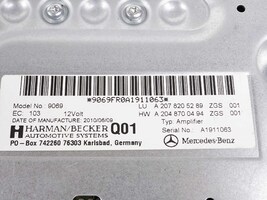 *9069FR0A1911063*
Model No.: 9069 LU A 207 820 52 89 ZGS 001
EC: 103 12Volt HW A 204 870 04 94 ZGS 001
DATE OF MANUFACTURE: 2010/06/09 Typ. Amplifier
HARMAN/BECKER Q01 Serial No.: A1911063
AUTOMOTIVE SYSTEMS Mercedes-Benz
PO - Box 742260 76303 Karlsbad, Germany